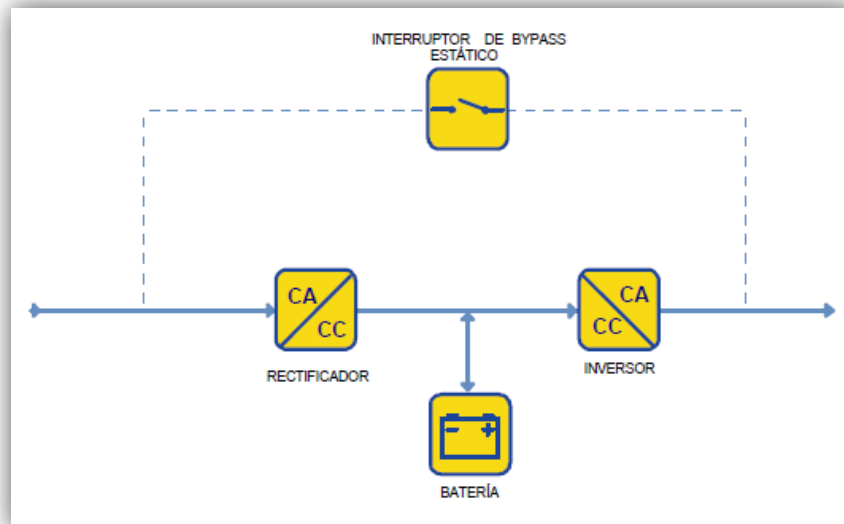 INTERRUPTOR DE BYPASS
ESTÁTICO
CA
CC
CA
CC
RECTIFICADOR
INVERSOR
BATERÍA